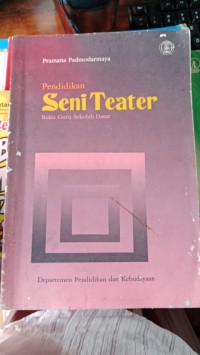 Pramana Padmodarmaya
Pendidikan
Seni Teater
Buku Guru Sekolah Dasar
Departemen Pendidikan dan Kebudayaan